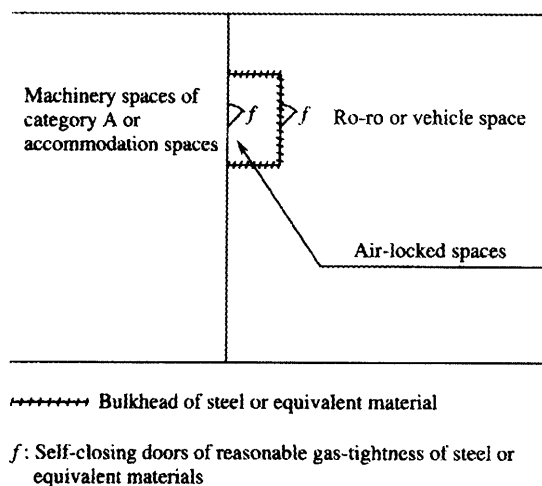 Machinery spaces of
category A or
accommodation spaces
f
f
Ro-ro or vehicle space
Air-locked spaces
Bulkhead of steel or equivalent material
f: Self-closing doors of reasonable gas-tightness of steel or
equivalent materials